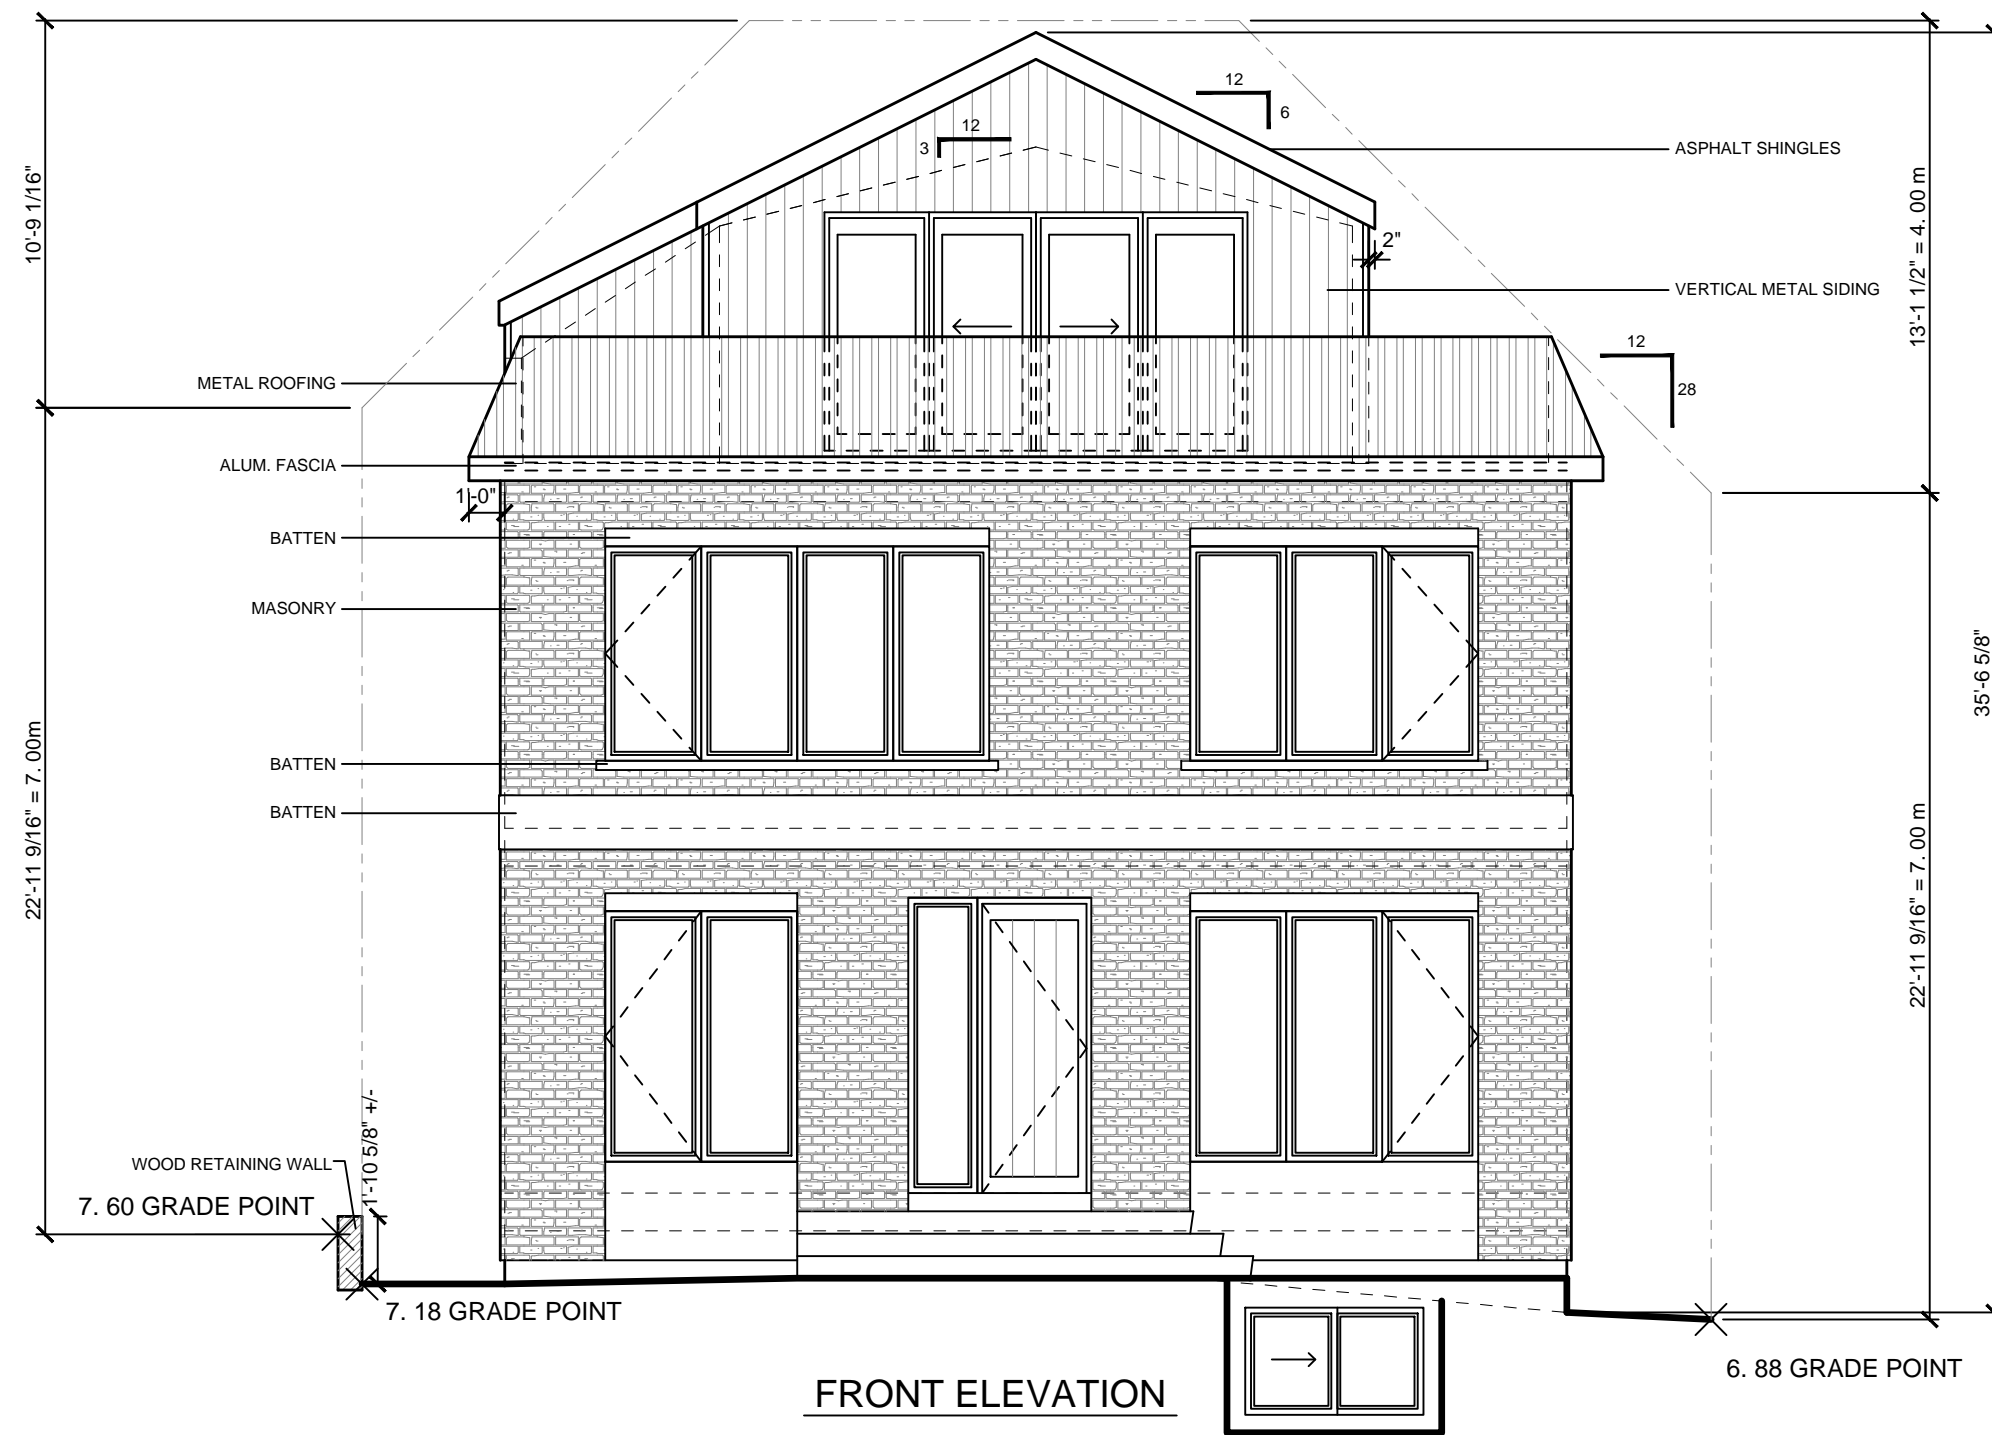 12
6
12
3
ASPHALT SHINGLES
10'-9 1/16"
13'-1 1/2" = 4. 00 m
2"
VERTICAL METAL SIDING
12
28
METAL ROOFING
ALUM. FASCIA
1'-0"
BATTEN
MASONRY
35'-6 5/8"
22'-11 9/16" = 7. 00m
BATTEN
BATTEN
22'-11 9/16" = 7. 00 m
1'-10 5/8" +/-
WOOD RETAINING WALL
7. 60 GRADE POINT
7. 18 GRADE POINT
6. 88 GRADE POINT
FRONT ELEVATION